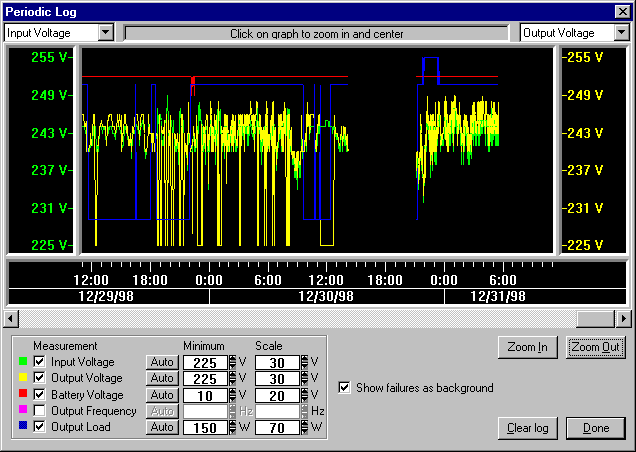 Periodic Log
Input Voltage Click on graph to zoom in and center Output Voltage
255 V 255 V
249 V 249 V
243 V 243 V
237 V 237 V
231 V 231 V
225 V 225 V
12:00 18:00 0:00 6:00 12:00 18:00 0:00 6:00
12/29/98 12/30/98 12/31/98
Measurement Minimum Scale
Input Voltage Auto 225 V 30 V
Output Voltage Auto 225 V 30 V
Battery Voltage Auto 10 V 20 V
Output Frequency Auto Hz Hz
Output Load Auto 150 W 70 W
Zoom In Zoom Out
Show failures as background
Clear log Done